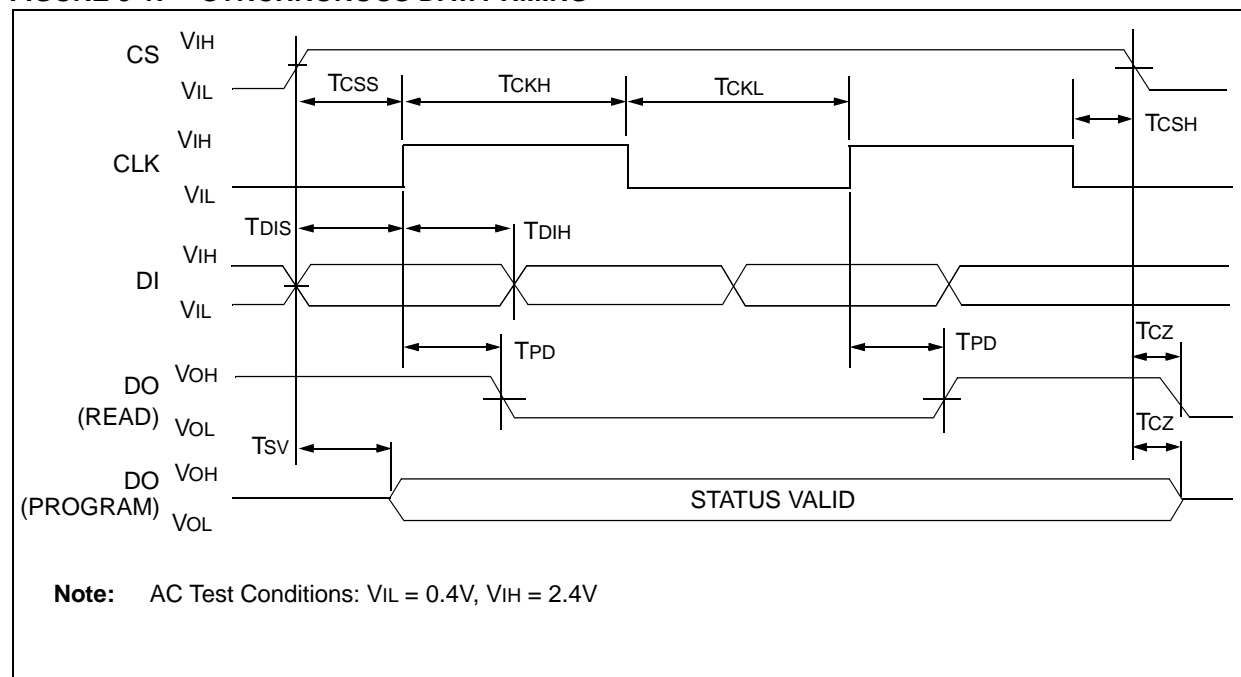 CS VIH
VIL
TCSS TCKH TCKL
TCSH
CLK VIH
VIL
TDIS TDIH
DI VIH
VIL
TPD TPD
TCZ
DO (READ) VOH
VOL
TCZ
TSV
DO (PROGRAM) VOH
STATUS VALID
VOL
Note: AC Test Conditions: VIL = 0.4V, VIH = 2.4V